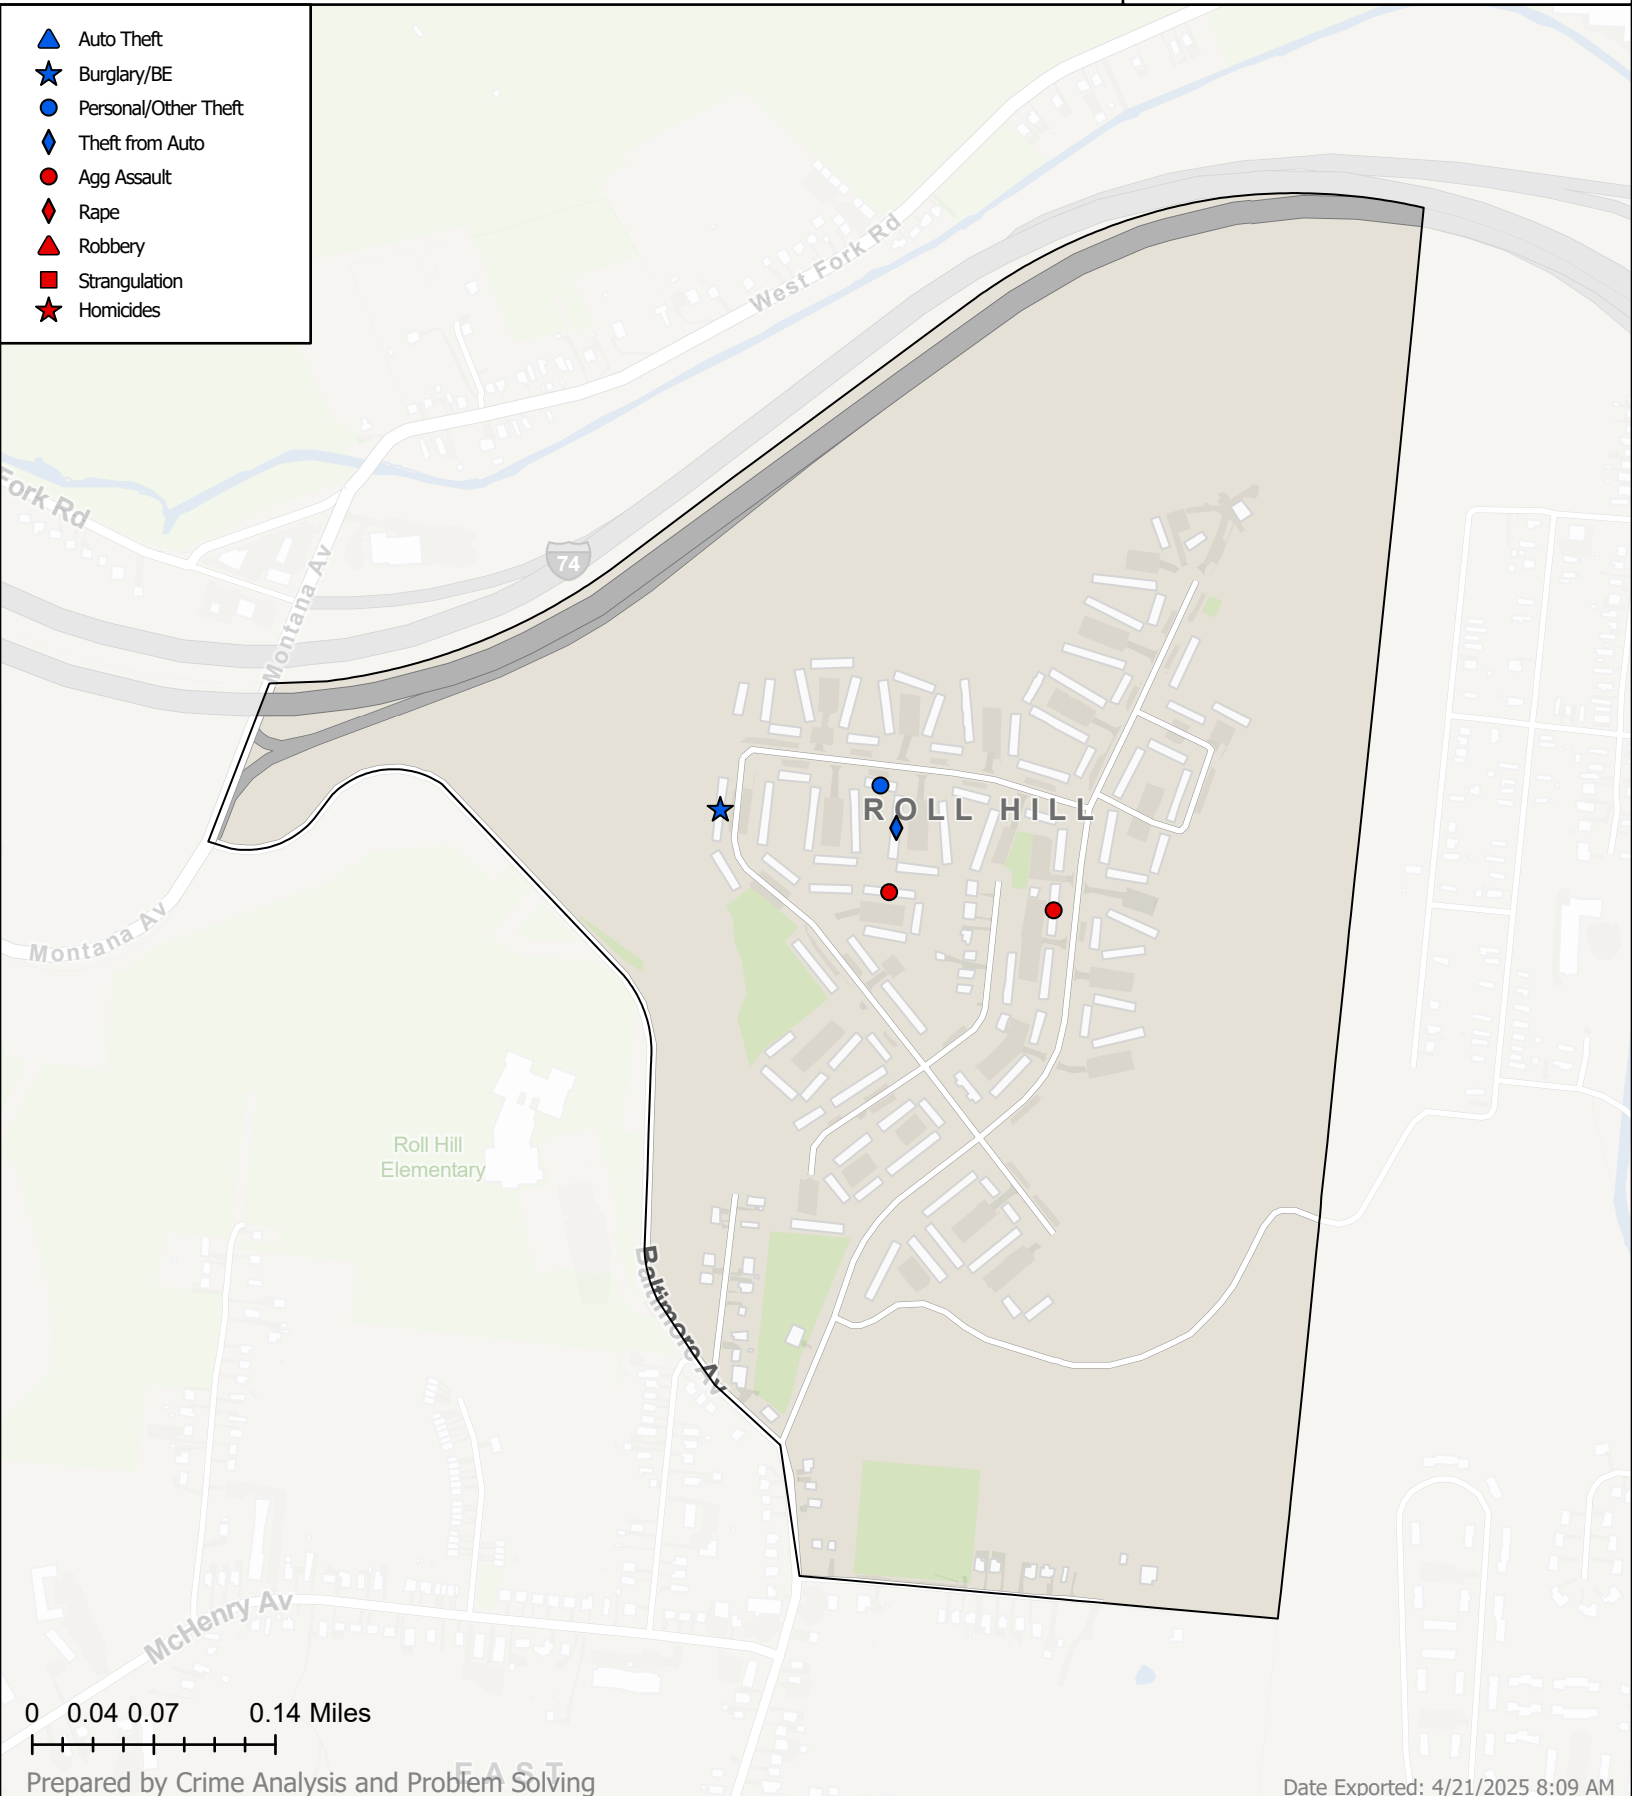 Auto Theft
Burglary/BE
Personal/Other Theft
Theft from Auto
Agg Assault
Rape
Robbery
Strangulation
Homicides
West Fork Rd
Fork Rd
Montana Av
74
ROLL HILL
Montana Av
Roll Hill
Elementary
Baltimore Av
McHenry Av
0 0.04 0.07 0.14 Miles
EAST
Prepared by Crime Analysis and Problem Solving
Date Exported: 4/21/2025 8:09 AM